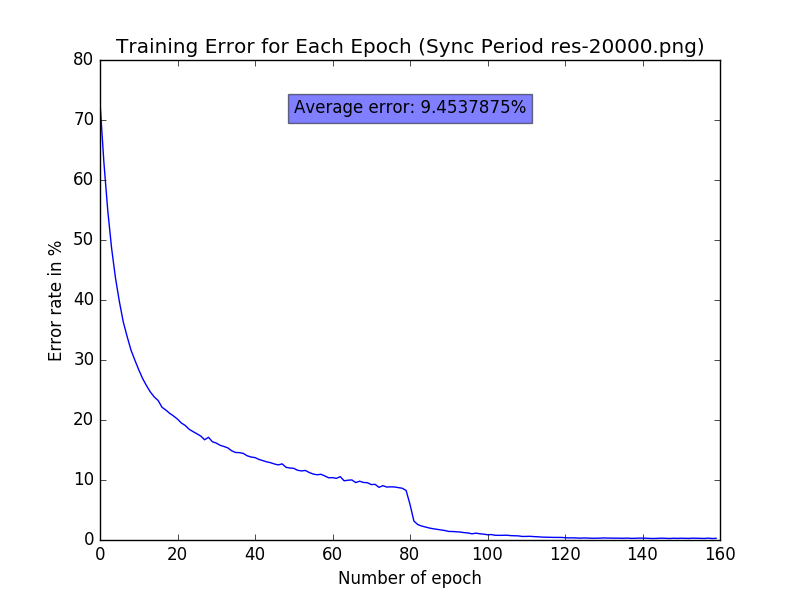 Training Error for Each Epoch (Sync Period res-20000.png)
Average error: 9.4537875%
80
70
60
50
40
30
20
10
0
Error rate in %
0 20 40 60 80 100 120 140 160
Number of epoch